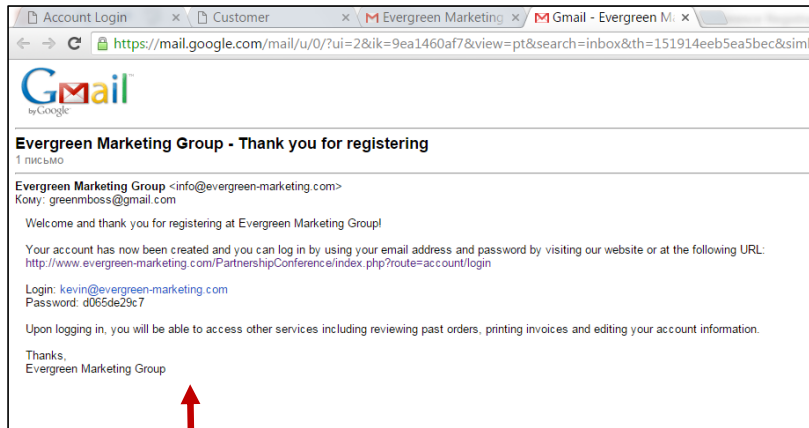 Account Login × Customer × Evergreen Marketing × Gmail - Evergreen M ×
https://mail.google.com/mail/u/0/?ui=2&ik=9ea1460af7&view=pt&search=inbox&th=151914eeb5ea5bec&siml
Gmail
by Google
Evergreen Marketing Group - Thank you for registering
1 письмо
Evergreen Marketing Group <info@evergreen-marketing.com>
Кому: greenmboss@gmail.com
Welcome and thank you for registering at Evergreen Marketing Group!
Your account has now been created and you can log in by using your email address and password by visiting our website or at the following URL:
http://www.evergreen-marketing.com/PartnershipConference/index.php?route=account/login
Login: kevin@evergreen-marketing.com
Password: d065de29c7
Upon logging in, you will be able to access other services including reviewing past orders, printing invoices and editing your account information.
Thanks,
Evergreen Marketing Group